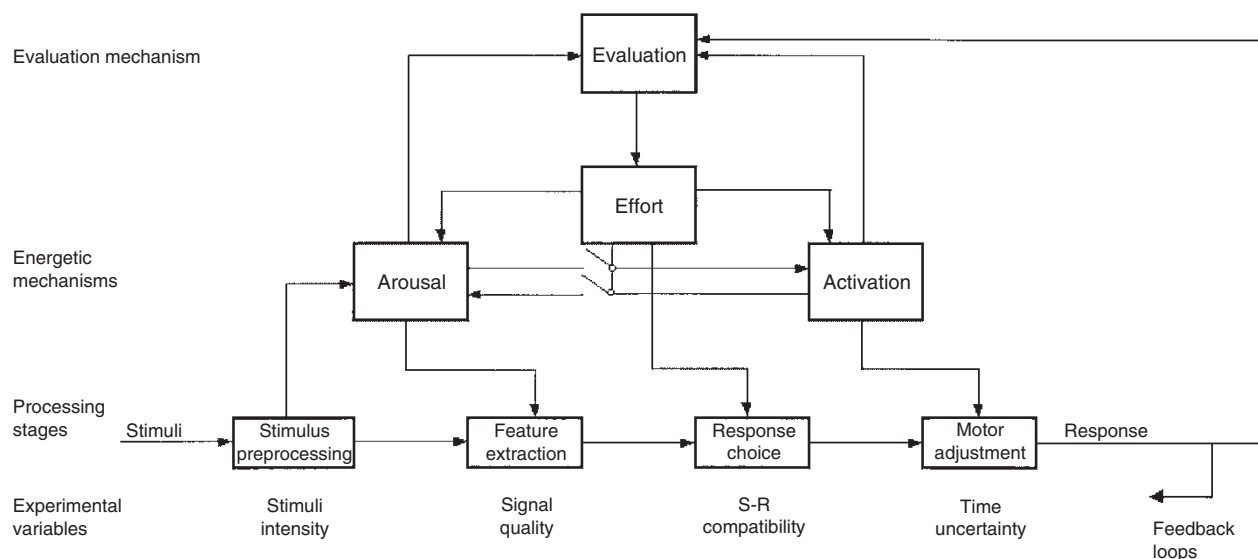 Evaluation mechanism
Evaluation
Effort
Energetic
mechanisms
Arousal
Activation
Processing
stages
Stimuli
Stimulus
preprocessing
Feature
extraction
Response
choice
Motor
adjustment
Response
Experimental
variables
Stimuli
intensity
Signal
quality
S-R
compatibility
Time
uncertainty
Feedback
loops